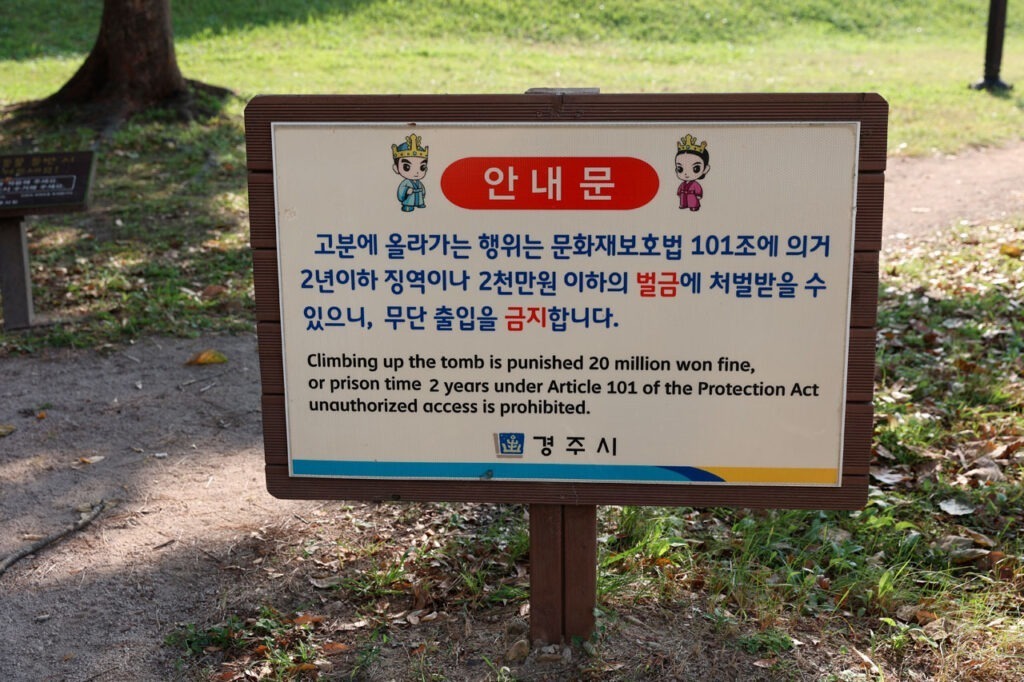 안내문
고분에 올라가는 행위는 문화재보호법 101조에 의거
2년이하 징역이나 2천만원 이하의 벌금에 처벌받을 수
있으니, 무단 출입을 금지합니다.
Climbing up the tomb is punished 20 million won fine,
or prison time 2 years under Article 101 of the Protection Act
unauthorized access is prohibited.
경주시